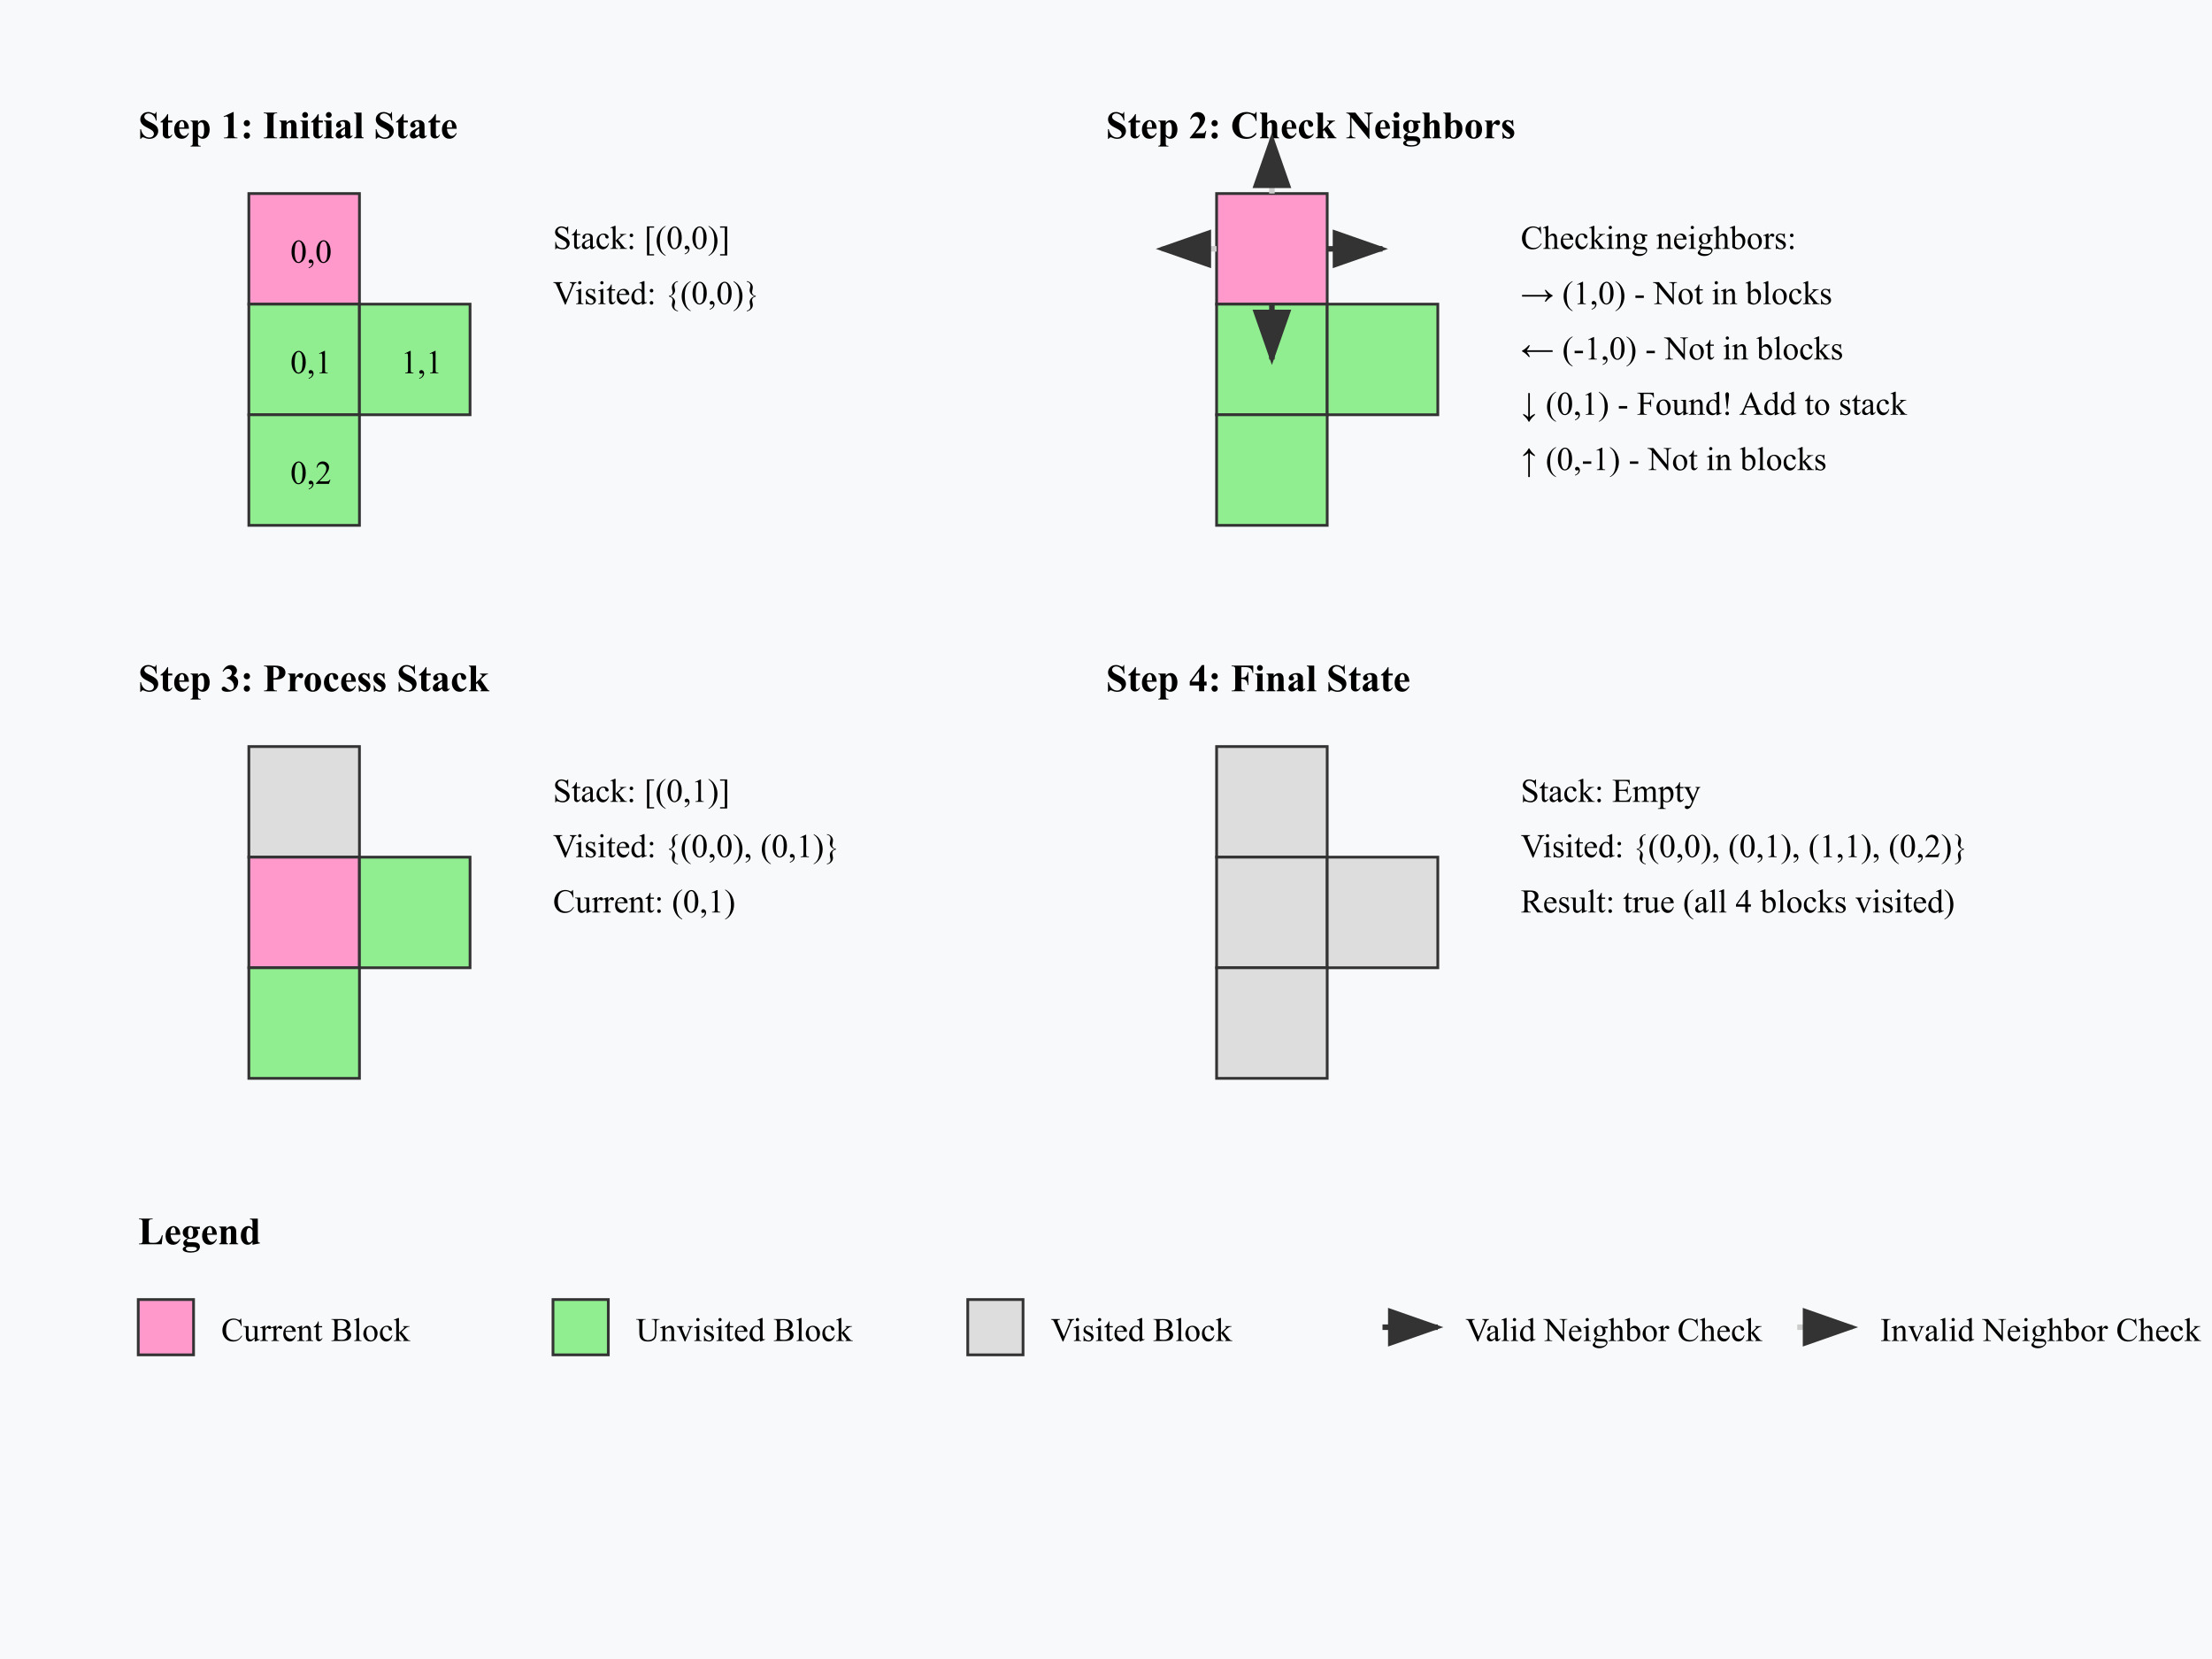 Step 1: Initial State
0,0
0,1
1,1
0,2
Stack: [(0,0)]
Visited: {(0,0)}
Step 2: Check Neighbors
Checking neighbors:
→ (1,0) - Not in blocks
← (-1,0) - Not in blocks
↓ (0,1) - Found! Add to stack
↑ (0,-1) - Not in blocks
Step 3: Process Stack
Stack: [(0,1)]
Visited: {(0,0), (0,1)}
Current: (0,1)
Step 4: Final State
Stack: Empty
Visited: {(0,0), (0,1), (1,1), (0,2)}
Result: true (all 4 blocks visited)
Legend
Current Block
Unvisited Block
Visited Block
Valid Neighbor Check
Invalid Neighbor Check